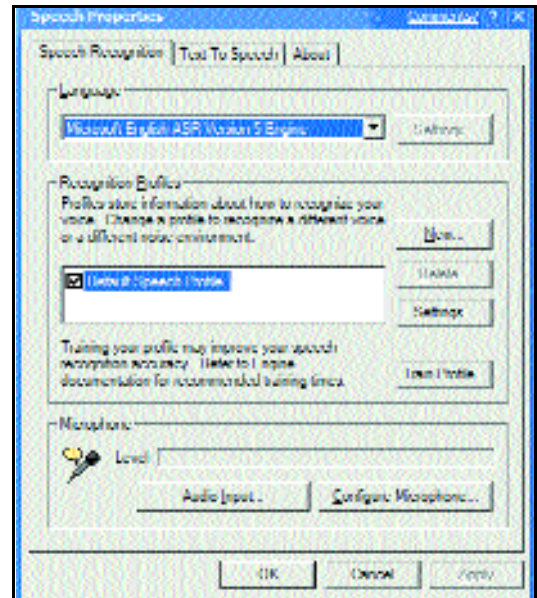 Speech Properties Comments? ? ×
Speech Recognition Text To Speech About
Language
Microsoft English ASR Version 5 Engine Settings
Recognition Profiles
Profiles store information about how to recognize your
voice. Change a profile to recognize a different voice
or a different noise environment.
New...
Default Speech Profile
Delete
Settings
Training your profile may improve your speech
recognition accuracy. Refer to Engine
documentation for recommended training times.
Train Profile
Microphone
Level
Audio Input... Configure Microphone...
OK Cancel Apply